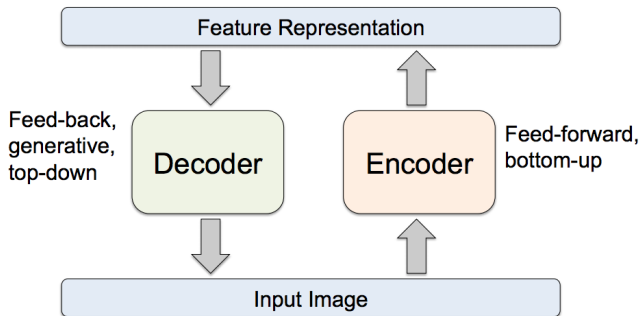 Feature Representation
Feed-back,
generative,
top-down
Decoder
Encoder
Feed-forward,
bottom-up
Input Image